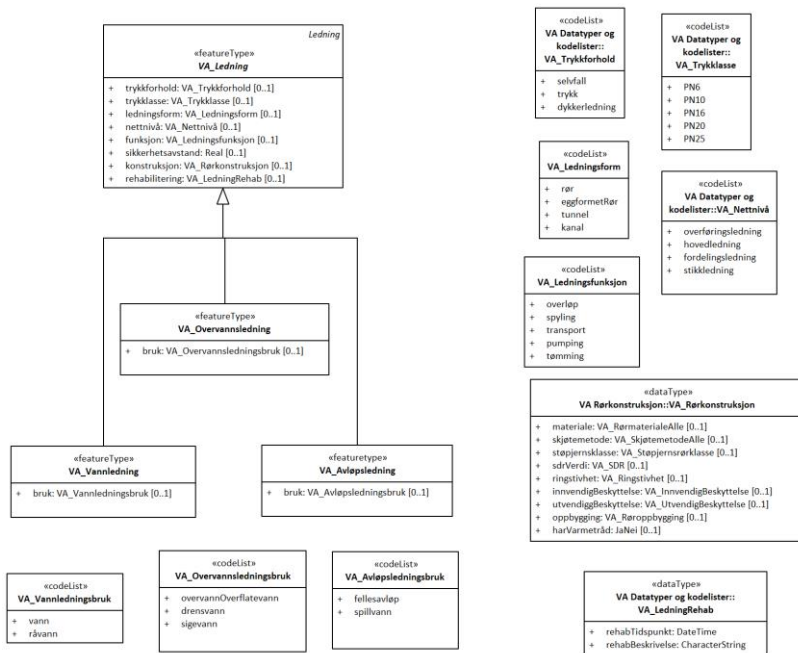 Ledning
«featureType»
VA_Ledning
+ trykkforhold: VA_Trykkforhold [0..1]
+ trykklasse: VA_Trykklasse [0..1]
+ ledningsform: VA_Ledningsform [0..1]
+ nettnivå: VA_Nettnivå [0..1]
+ funksjon: VA_Ledningsfunksjon [0..1]
+ sikkerhetsavstand: Real [0..1]
+ konstruksjon: VA_Rørkonstruksjon [0..1]
+ rehabilitering: VA_LedningRehab [0..1]
«featureType»
VA_Overvannsledning
+ bruk: VA_Overvannsledningsbruk [0..1]
«featureType»
VA_Vannledning
+ bruk: VA_Vannledningsbruk [0..1]
«featuretype»
VA_Avløpsledning
+ bruk: VA_Avløpsledningsbruk [0..1]
«codeList»
VA_Vannledningsbruk
+ vann
+ råvann
«codeList»
VA_Overvannsledningsbruk
+ overvannOverflatevann
+ drensvann
+ sigevann
«codeList»
VA_Avløpsledningsbruk
+ fellesavløp
+ spillvann
«codeList»
VA Datatyper og
kodelister::
VA_Trykkforhold
+ selvfall
+ trykk
+ dykkerledning
«codeList»
VA Datatyper og
kodelister::
VA_Trykklasse
+ PN6
+ PN10
+ PN16
+ PN20
+ PN25
«codeList»
VA_Ledningsform
+ rør
+ eggformetRør
+ tunnel
+ kanal
«codeList»
VA Datatyper og
kodelister::VA_Nettnivå
+ overføringsledning
+ hovedledning
+ fordelingsledning
+ stikkledning
«codeList»
VA_Ledningsfunksjon
+ overløp
+ spyling
+ transport
+ pumping
+ tømming
«dataType»
VA Rørkonstruksjon::VA_Rørkonstruksjon
+ materiale: VA_RørmaterialeAlle [0..1]
+ skjøtemetode: VA_SkjøtemetodeAlle [0..1]
+ støpjernsklasse: VA_Støpjernsrørklasse [0..1]
+ sdrVerdi: VA_SDR [0..1]
+ ringstivhet: VA_Ringstivhet [0..1]
+ innvendigBeskyttelse: VA_InnvendigBeskyttelse [0..1]
+ utvendiggBeskyttelse: VA_UtvendigBeskyttelse [0..1]
+ oppbygging: VA_Røroppbygging [0..1]
+ harVarmetråd: JaNei [0..1]
«dataType»
VA Datatyper og kodelister::
VA_LedningRehab
+ rehabTidspunkt: DateTime
+ rehabBeskrivelse: CharacterString